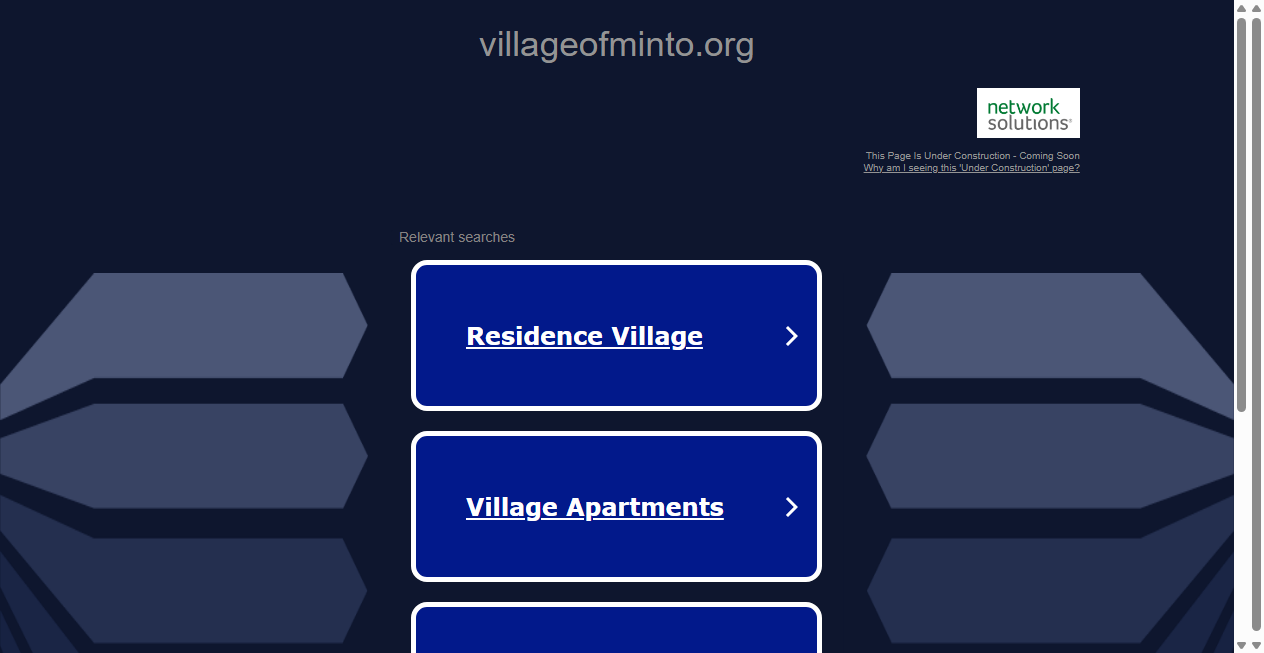 villageofminto.org
network
solutions®
This Page Is Under Construction - Coming Soon
Why am I seeing this 'Under Construction' page?
Relevant searches
Residence Village
Village Apartments